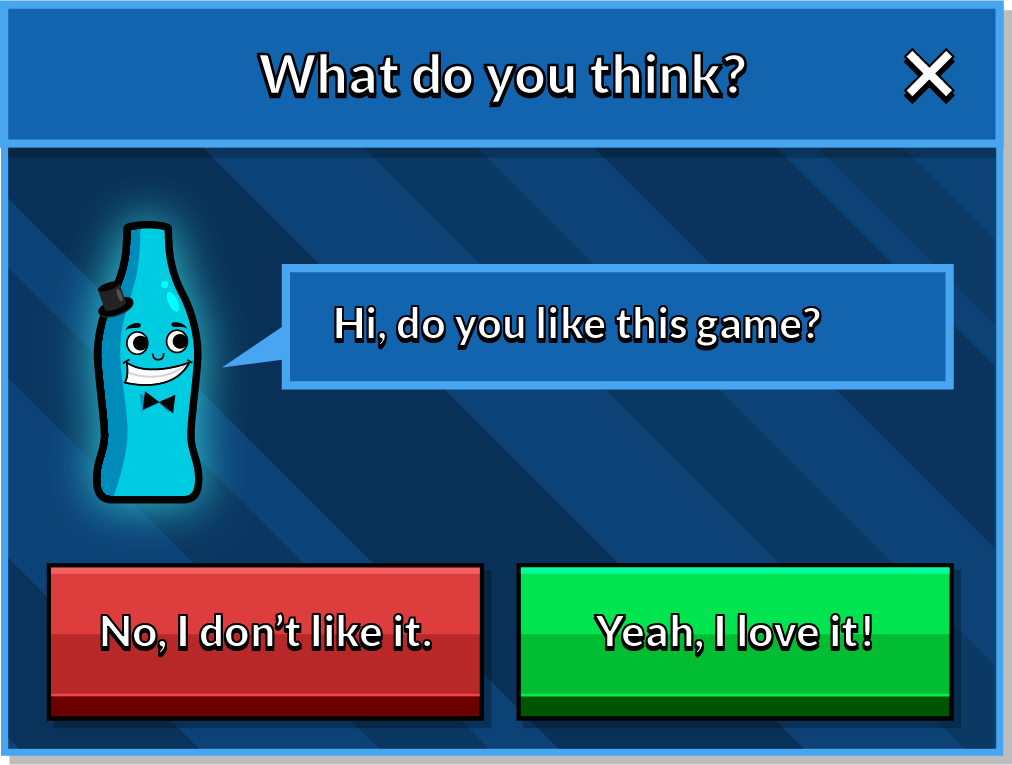 What do you think?
Hi, do you like this game?
No, I don’t like it.
Yeah, I love it!